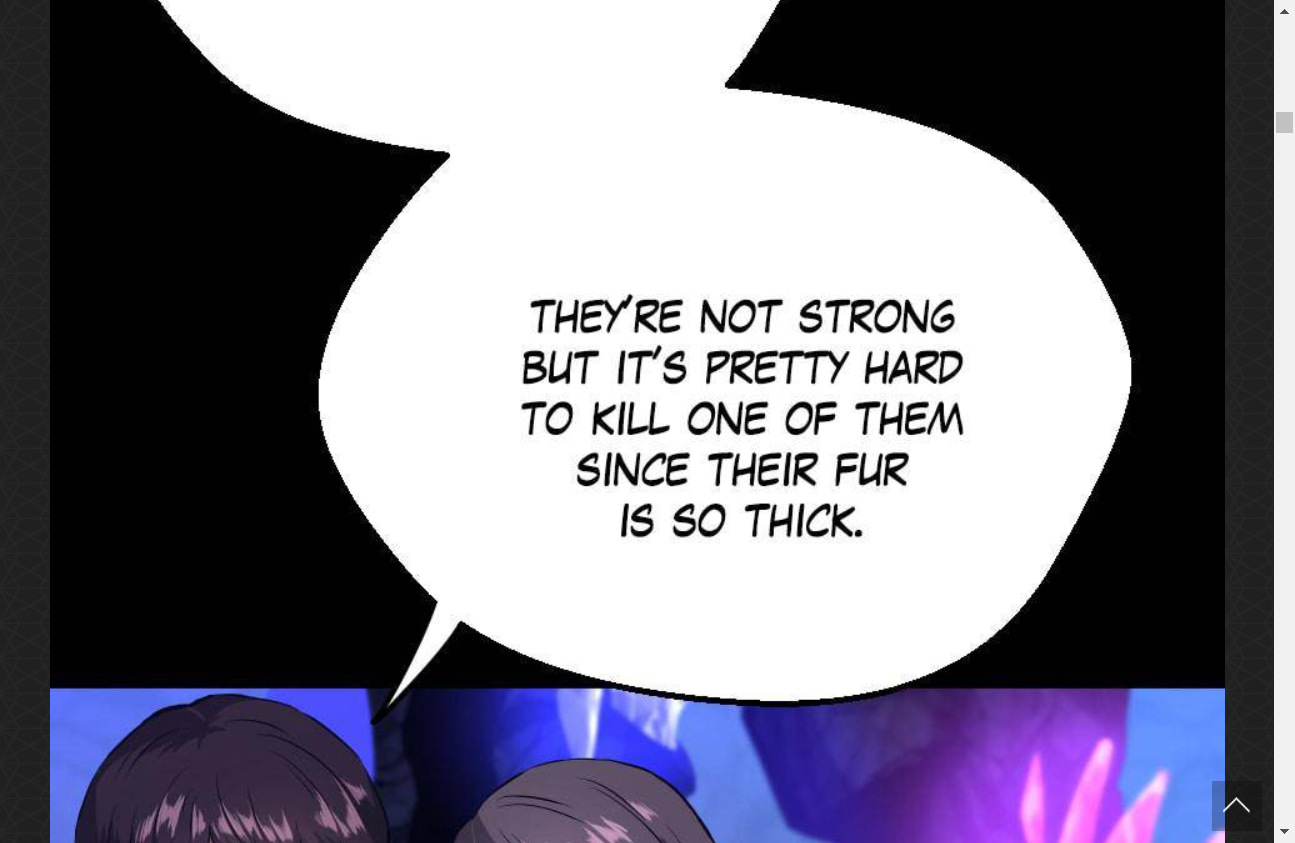 THEY'RE NOT STRONG
BUT IT'S PRETTY HARD
TO KILL ONE OF THEM
SINCE THEIR FUR
IS SO THICK.